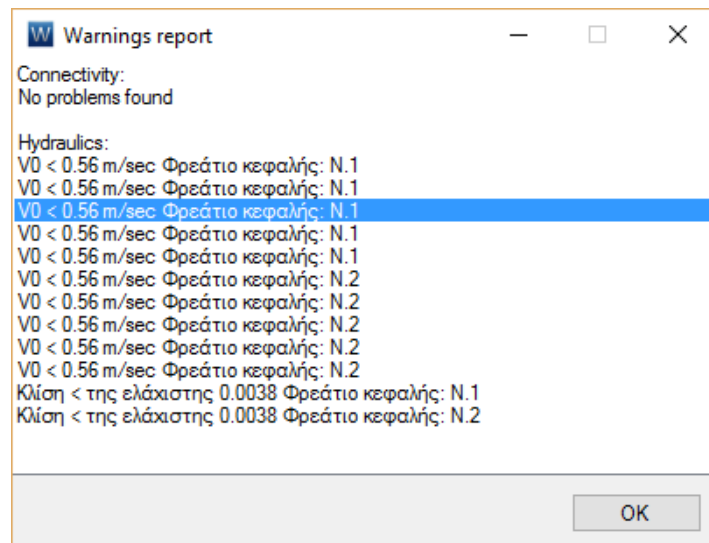 W Warnings report
Connectivity:
No problems found
Hydraulics:
V0 < 0.56 m/sec Φρεάτιο κεφαλής: N.1
V0 < 0.56 m/sec Φρεάτιο κεφαλής: N.1
V0 < 0.56 m/sec Φρεάτιο κεφαλής: N.1
V0 < 0.56 m/sec Φρεάτιο κεφαλής: N.1
V0 < 0.56 m/sec Φρεάτιο κεφαλής: N.1
V0 < 0.56 m/sec Φρεάτιο κεφαλής: N.2
V0 < 0.56 m/sec Φρεάτιο κεφαλής: N.2
V0 < 0.56 m/sec Φρεάτιο κεφαλής: N.2
V0 < 0.56 m/sec Φρεάτιο κεφαλής: N.2
V0 < 0.56 m/sec Φρεάτιο κεφαλής: N.2
Κλίση < της ελάχιστης 0.0038 Φρεάτιο κεφαλής: N.1
Κλίση < της ελάχιστης 0.0038 Φρεάτιο κεφαλής: N.2
OK